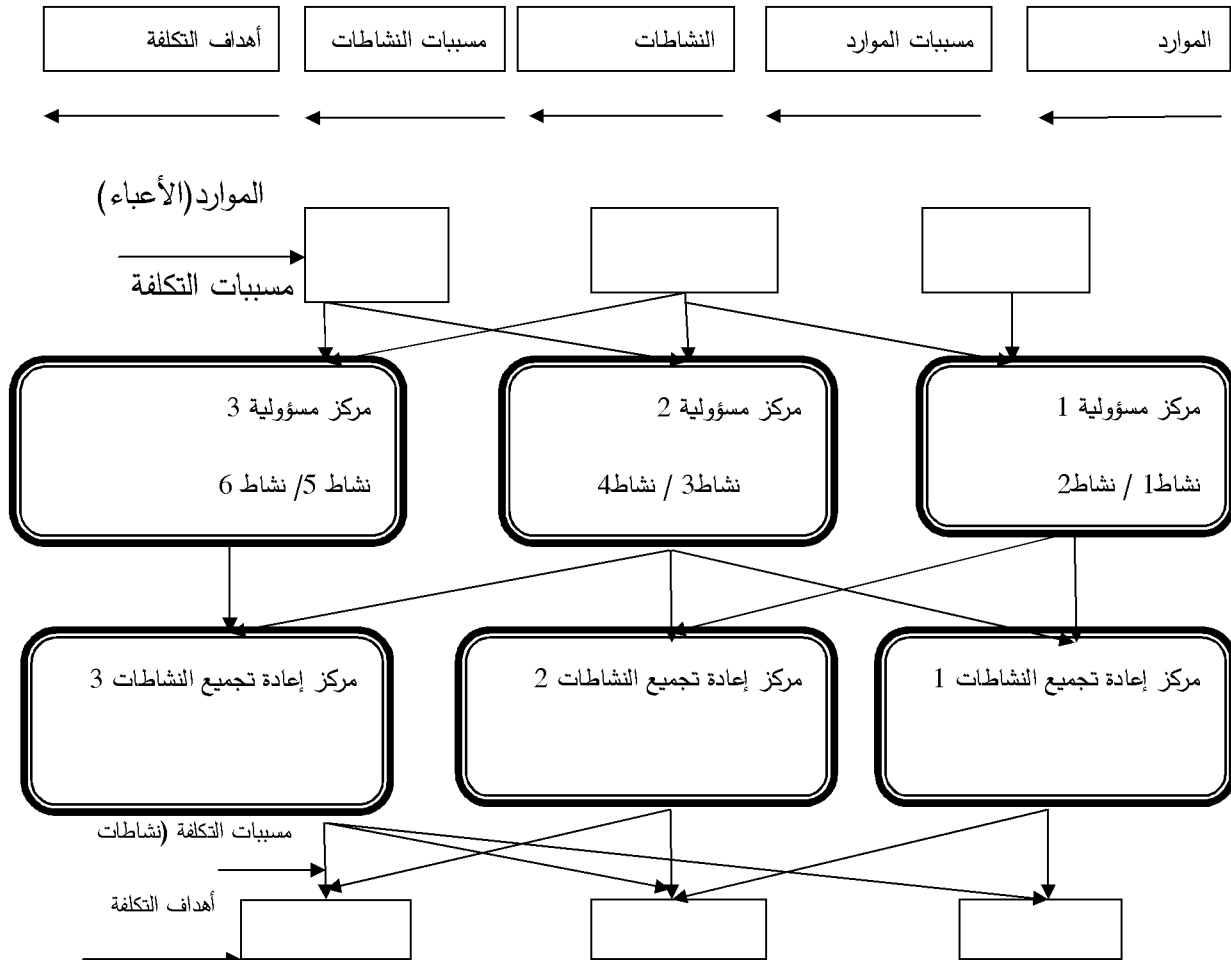 الموارد
مسببات الموارد
النشاطات
مسببات النشاطات
أهداف التكلفة
الموارد(الأعباء)
مسببات التكلفة
مركز مسؤولية 1
نشاط1 / نشاط2
مركز مسؤولية 2
نشاط3 / نشاط4
مركز مسؤولية 3
نشاط 5/ نشاط 6
مركز إعادة تجميع النشاطات 1
مركز إعادة تجميع النشاطات 2
مركز إعادة تجميع النشاطات 3
مسببات التكلفة (نشاطات
أهداف التكلفة